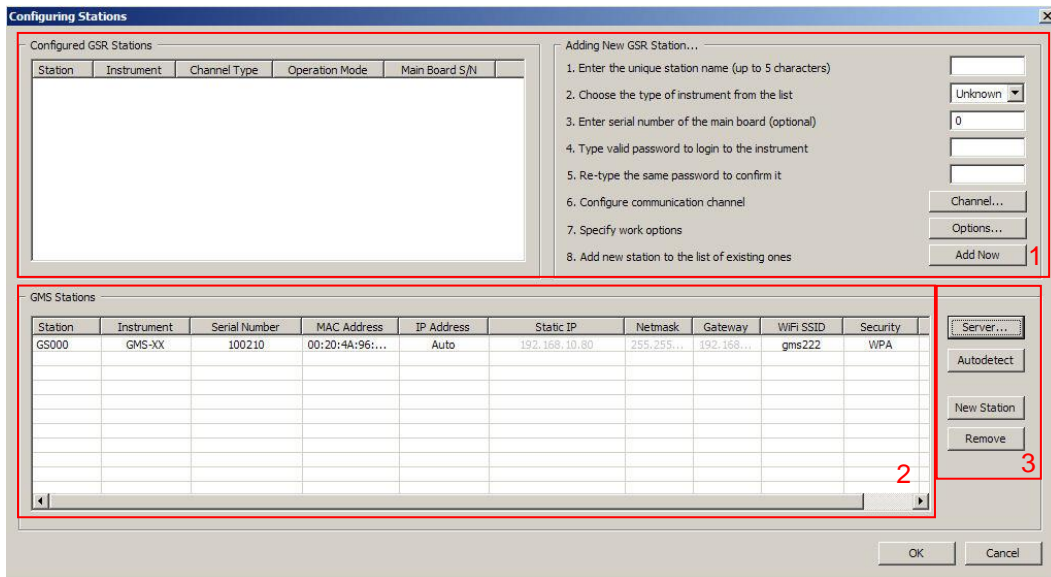 Configuring Stations
Configured GSR Stations
Station Instrument Channel Type Operation Mode Main Board S/N
Adding New GSR Station...
1. Enter the unique station name (up to 5 characters)
2. Choose the type of instrument from the list Unknown
3. Enter serial number of the main board (optional) 0
4. Type valid password to login to the instrument
5. Re-type the same password to confirm it
6. Configure communication channel Channel...
7. Specify work options Options...
8. Add new station to the list of existing ones Add Now
1
GMS Stations
Station Instrument Serial Number MAC Address IP Address Static IP Netmask Gateway WiFi SSID Security
GS000 GMS-XX 100210 00:20:4A:96:... Auto 192.168.10.80 255.255... 192.168... gms222 WPA
2
Server...
Autodetect
New Station
Remove
3
OK Cancel